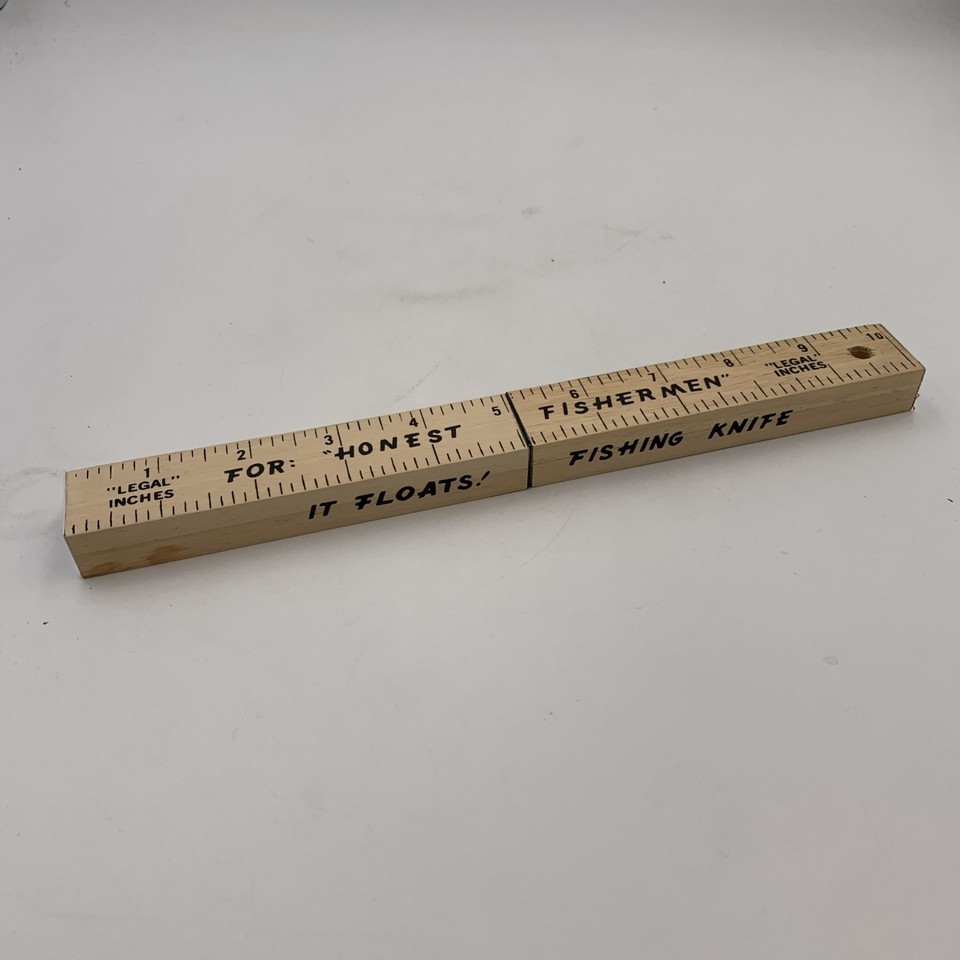 1 2 3 4 5 6 7 8 9 10
"LEGAL" INCHES FOR: "HONEST FISHERMEN" "LEGAL" INCHES
IT FLOATS! FISHING KNIFE